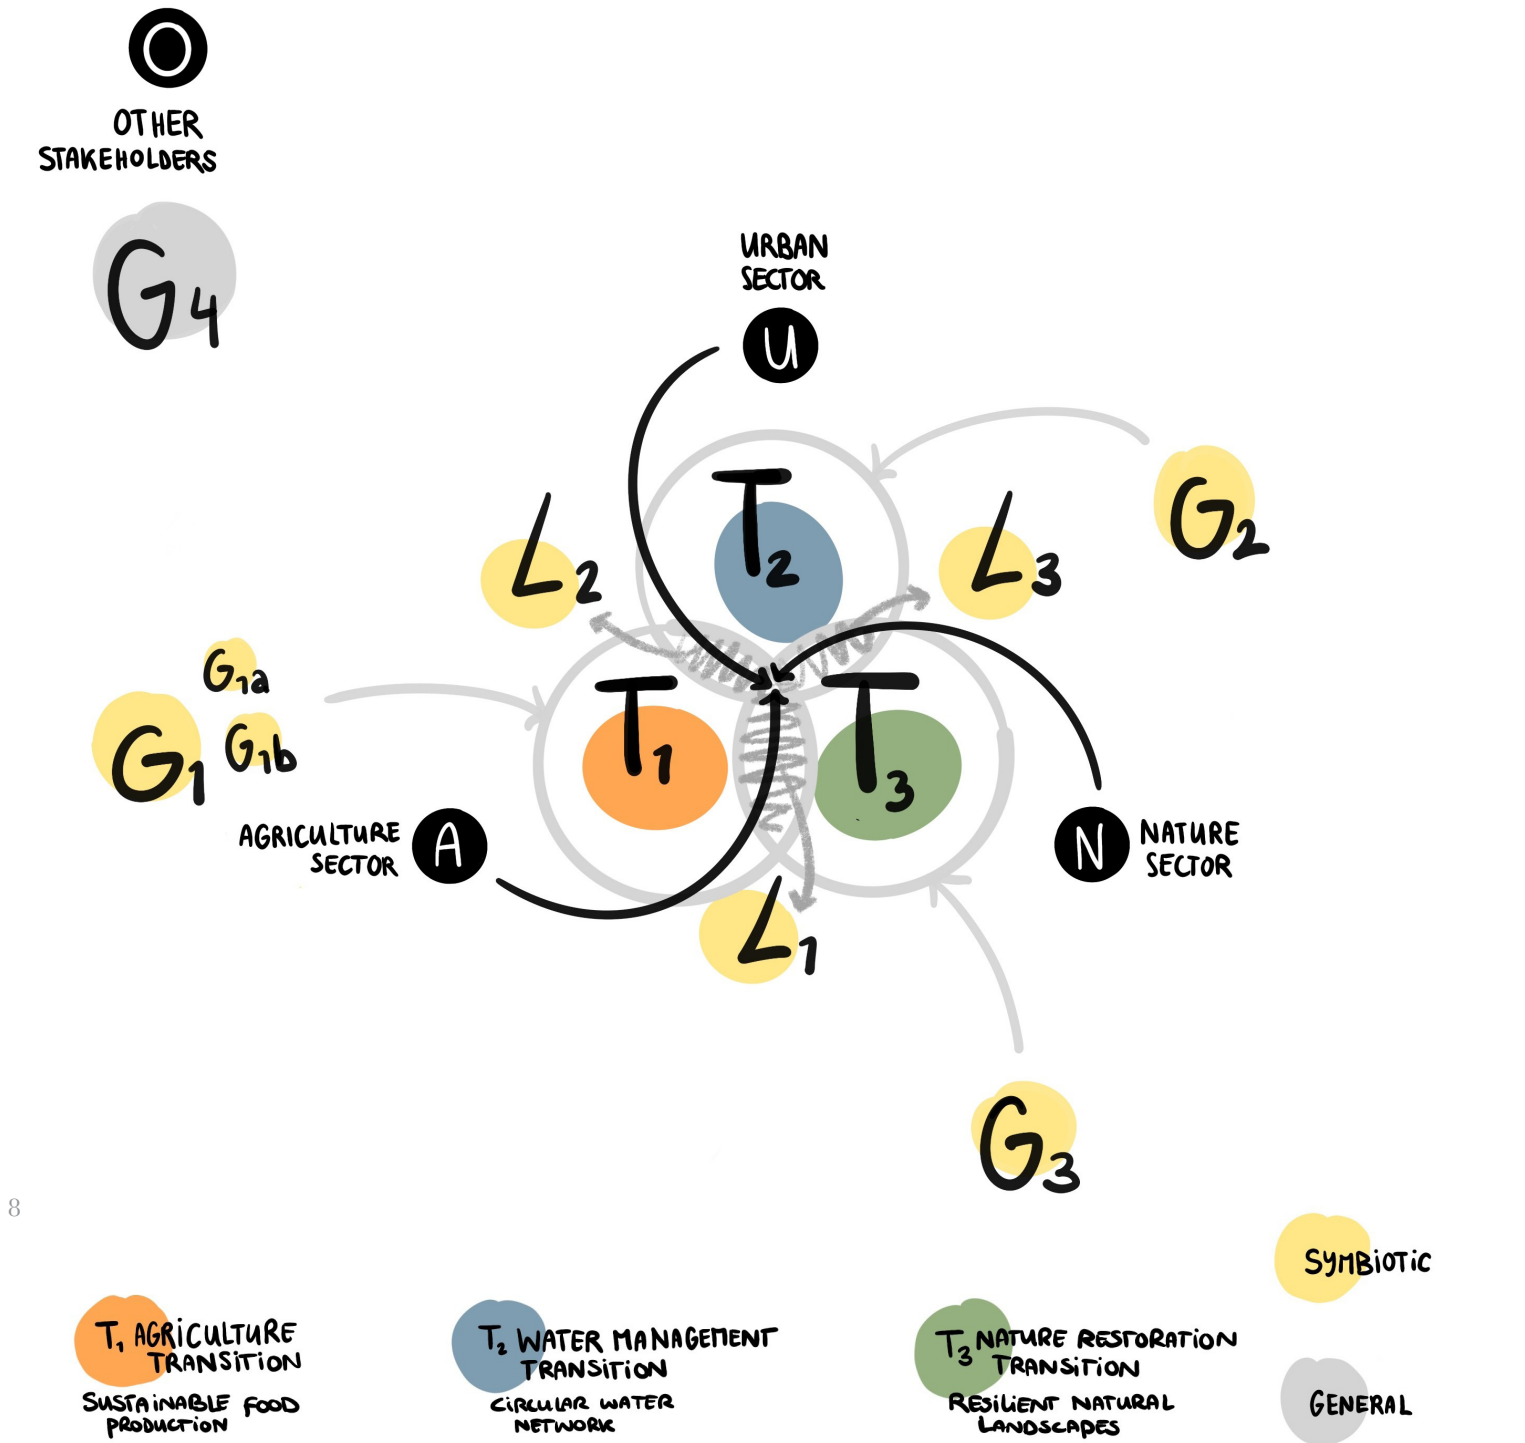 O
OTHER
STAKEHOLDERS
G4
URBAN
SECTOR
U
T2
L2
L3
G2
G1a
G1
G1b
T1
T3
AGRICULTURE
SECTOR
A
N
NATURE
SECTOR
L1
G3
8
SYMBIOTIC
T1 AGRICULTURE
TRANSITION
SUSTAINABLE FOOD
PRODUCTION
T2 WATER MANAGEMENT
TRANSITION
CIRCULAR WATER
NETWORK
T3 NATURE RESTORATION
TRANSITION
RESILIENT NATURAL
LANDSCAPES
GENERAL